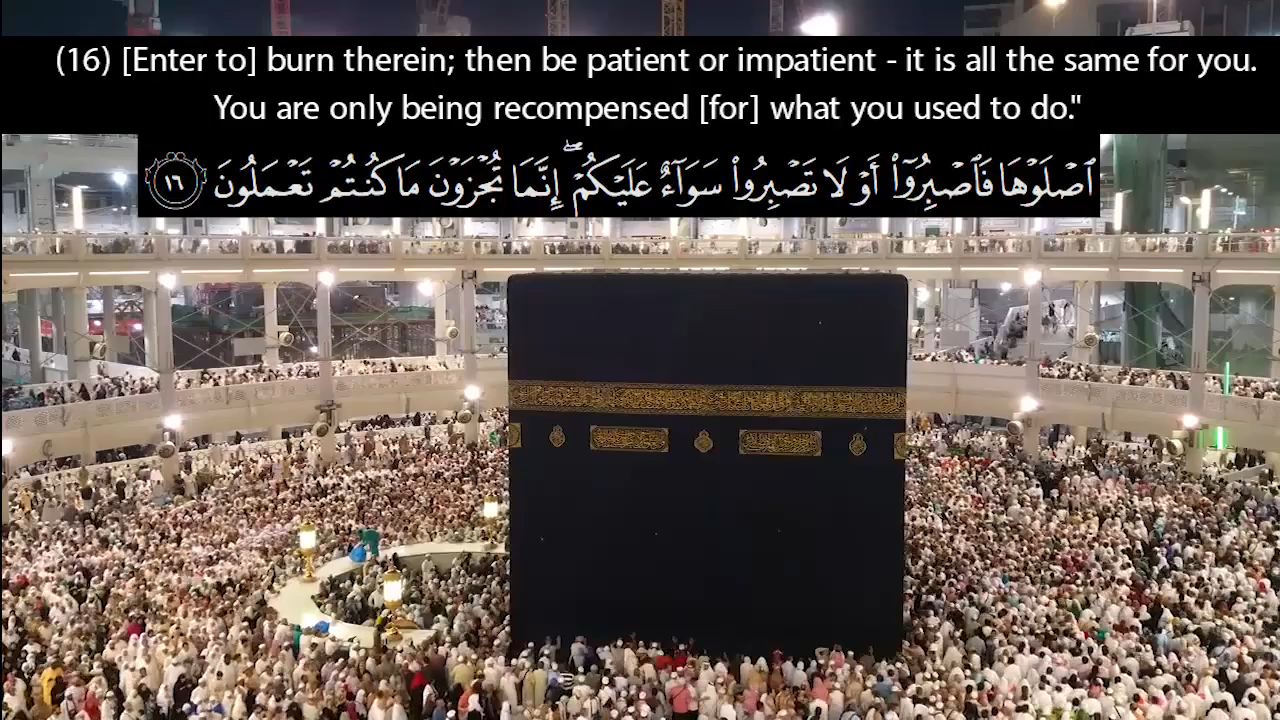 (16) [Enter to] burn therein; then be patient or impatient - it is all the same for you.
You are only being recompensed [for] what you used to do."
ٱصْلَوْهَا فَٱصْبِرُوٓا۟ أَوْ لَا تَصْبِرُوا۟ سَوَآءٌ عَلَيْكُمْ ۖ إِنَّمَا تُجْزَوْنَ مَا كُنتُمْ تَعْمَلُونَ ١٦